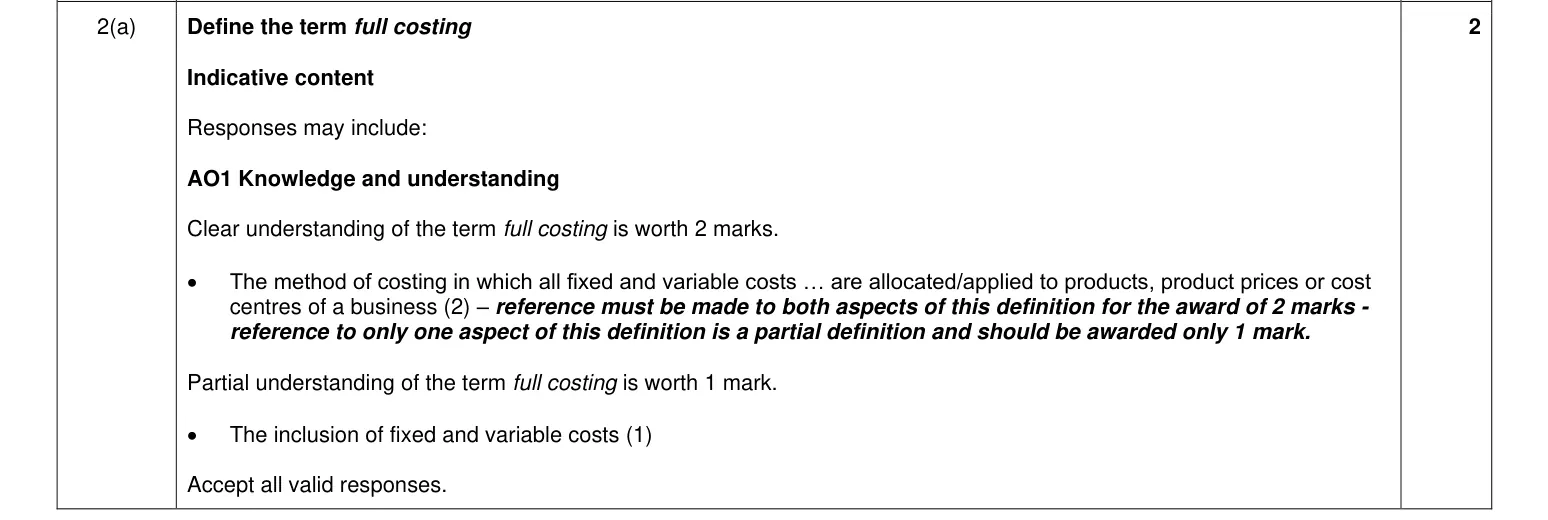 2(a) Define the term full costing 2
Indicative content
Responses may include:
AO1 Knowledge and understanding
Clear understanding of the term full costing is worth 2 marks.
• The method of costing in which all fixed and variable costs … are allocated/applied to products, product prices or cost
centres of a business (2) – reference must be made to both aspects of this definition for the award of 2 marks -
reference to only one aspect of this definition is a partial definition and should be awarded only 1 mark.
Partial understanding of the term full costing is worth 1 mark.
• The inclusion of fixed and variable costs (1)
Accept all valid responses.